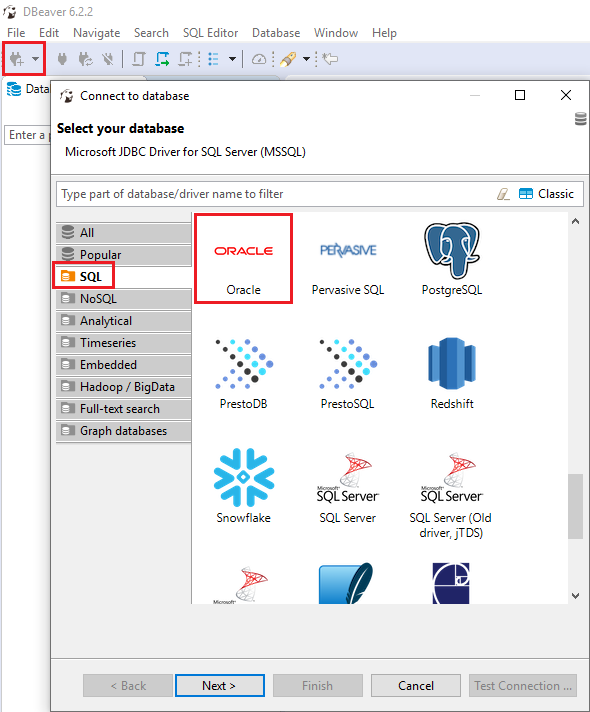 DBeaver 6.2.2
File Edit Navigate Search SQL Editor Database Window Help
Data
Enter a p
Connect to database
Select your database
Microsoft JDBC Driver for SQL Server (MSSQL)
Type part of database/driver name to filter
Classic
All
Popular
SQL
NoSQL
Analytical
Timeseries
Embedded
Hadoop / BigData
Full-text search
Graph databases
ORACLE PERVASIVE
Oracle Pervasive SQL PostgreSQL
PrestoDB PrestoSQL Redshift
Microsoft Microsoft
SQL Server SQL Server
Snowflake SQL Server SQL Server (Old
driver, jTDS)
Microsoft
< Back Next > Finish Cancel Test Connection ...